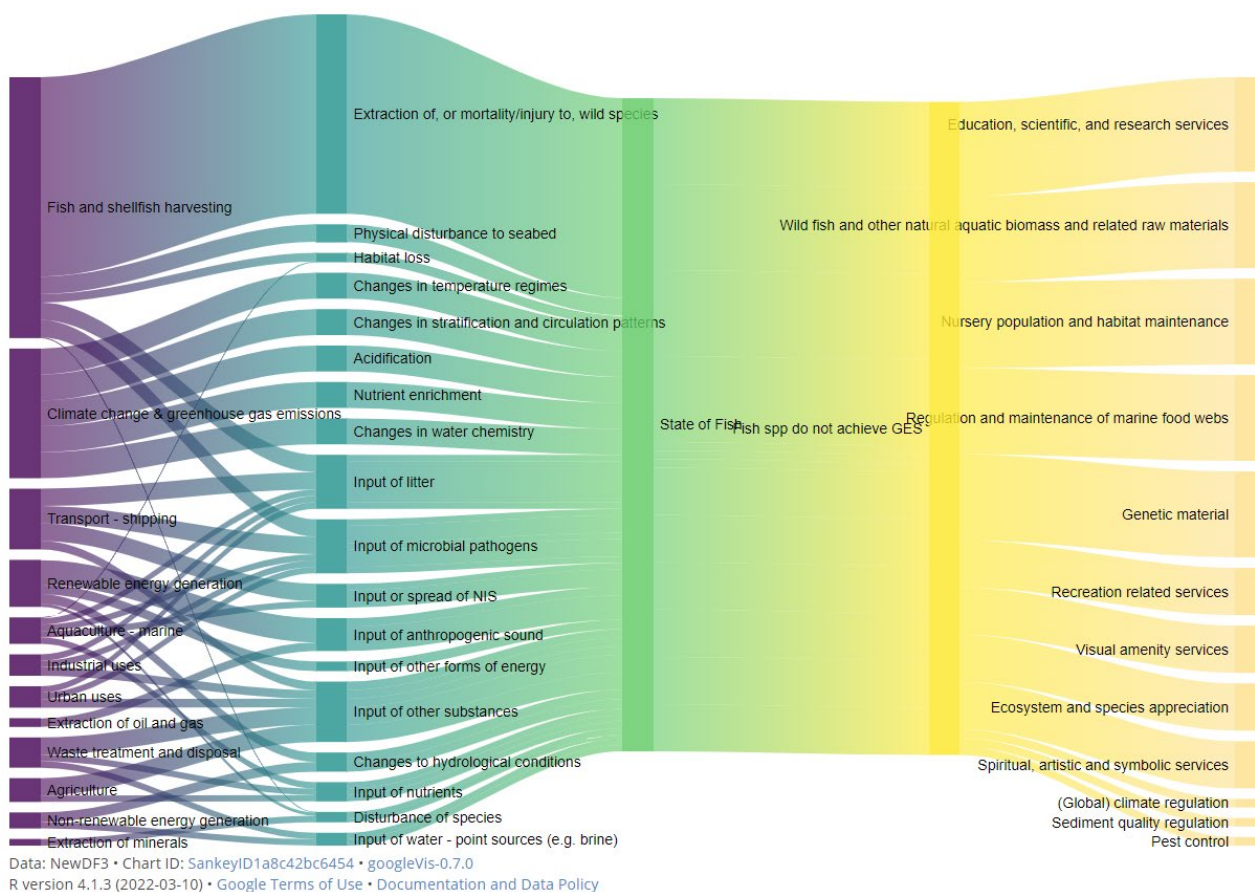 Fish and shellfish harvesting
Climate change & greenhouse gas emissions
Transport - shipping
Renewable energy generation
Aquaculture - marine
Industrial uses
Urban uses
Extraction of oil and gas
Waste treatment and disposal
Agriculture
Non-renewable energy generation
Extraction of minerals
Extraction of, or mortality/injury to, wild species
Physical disturbance to seabed
Habitat loss
Changes in temperature regimes
Changes in stratification and circulation patterns
Acidification
Nutrient enrichment
Changes in water chemistry
Input of litter
Input of microbial pathogens
Input or spread of NIS
Input of anthropogenic sound
Input of other forms of energy
Input of other substances
Changes to hydrological conditions
Input of nutrients
Disturbance of species
Input of water - point sources (e.g. brine)
State of Fish
Fish spp do not achieve GES
Education, scientific, and research services
Wild fish and other natural aquatic biomass and related raw materials
Nursery population and habitat maintenance
Regulation and maintenance of marine food webs
Genetic material
Recreation related services
Visual amenity services
Ecosystem and species appreciation
Spiritual, artistic and symbolic services
(Global) climate regulation
Sediment quality regulation
Pest control
Data: NewDF3 • Chart ID: SankeyID1a8c42bc6454 • googleVis-0.7.0
R version 4.1.3 (2022-03-10) • Google Terms of Use • Documentation and Data Policy